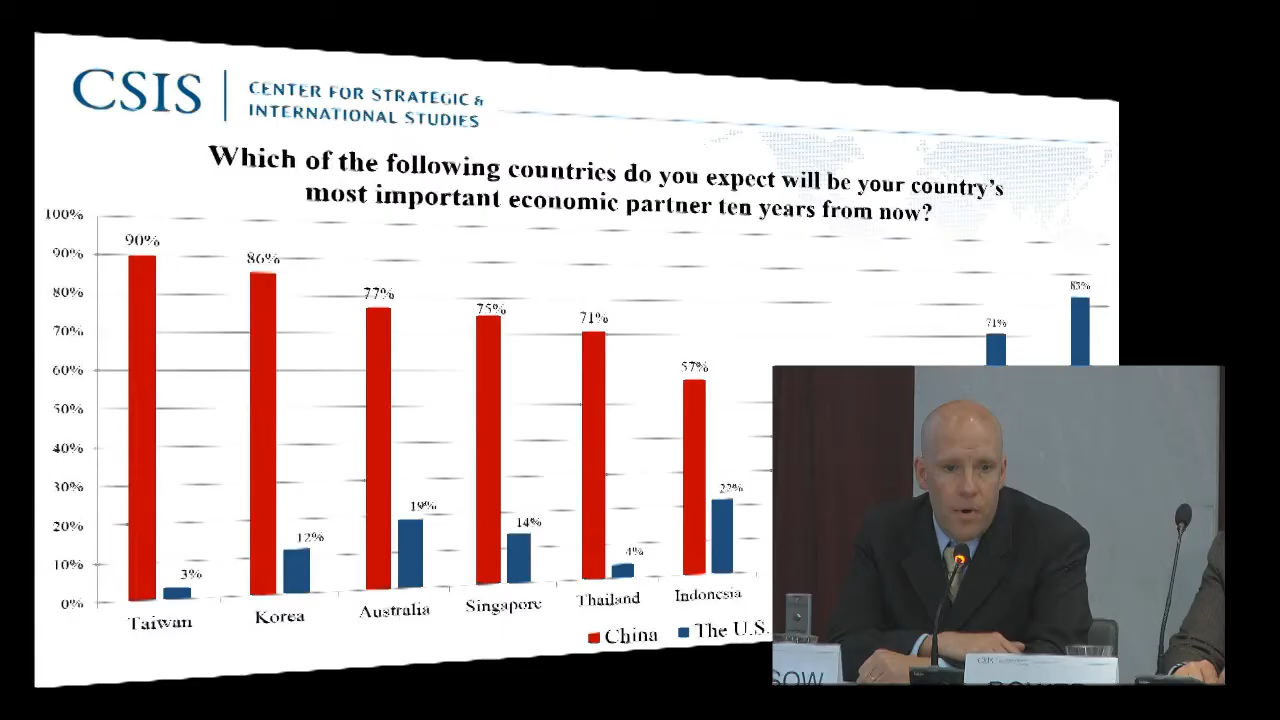 CSIS
CENTER FOR STRATEGIC &
INTERNATIONAL STUDIES
Which of the following countries do you expect will be your country's
most important economic partner ten years from now?
100%
90%
80%
70%
60%
50%
40%
30%
20%
10%
0%
90%
3%
86%
12%
77%
19%
75%
14%
71%
4%
57%
22%
71%
83%
Taiwan
Korea
Australia
Singapore
Thailand
Indonesia
China
The U.S.
CSIS
SOW